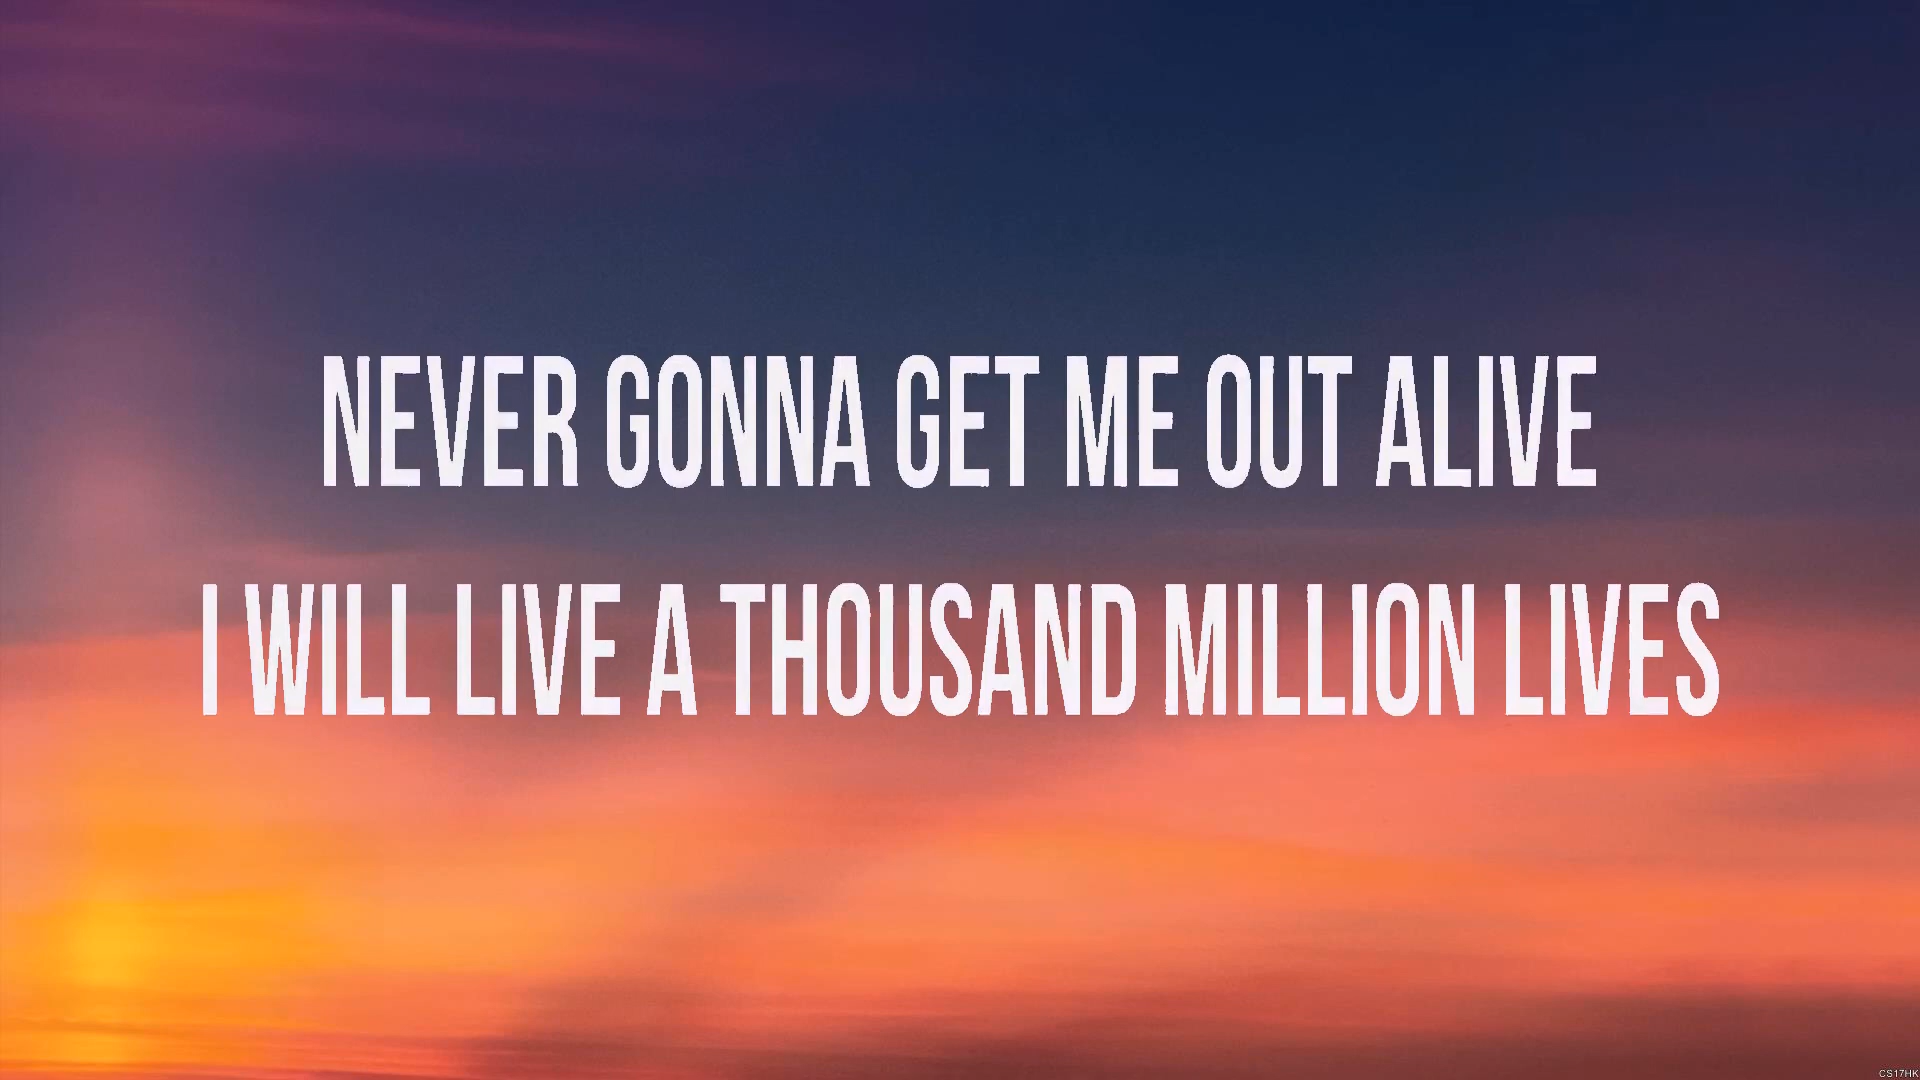 NEVER GONNA GET ME OUT ALIVE
I WILL LIVE A THOUSAND MILLION LIVES
CS17HK